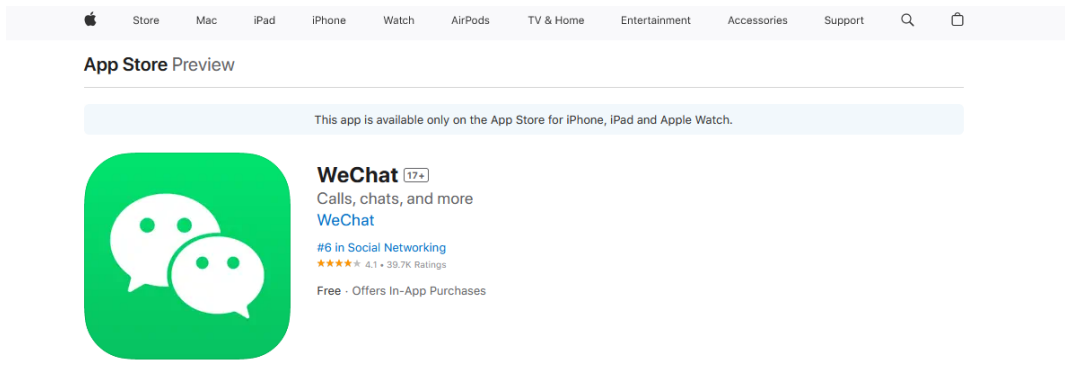 Store Mac iPad iPhone Watch AirPods TV & Home Entertainment Accessories Support
App Store Preview
This app is available only on the App Store for iPhone, iPad and Apple Watch.
WeChat 17+
Calls, chats, and more
WeChat
#6 in Social Networking
4.1 • 39.7K Ratings
Free · Offers In-App Purchases